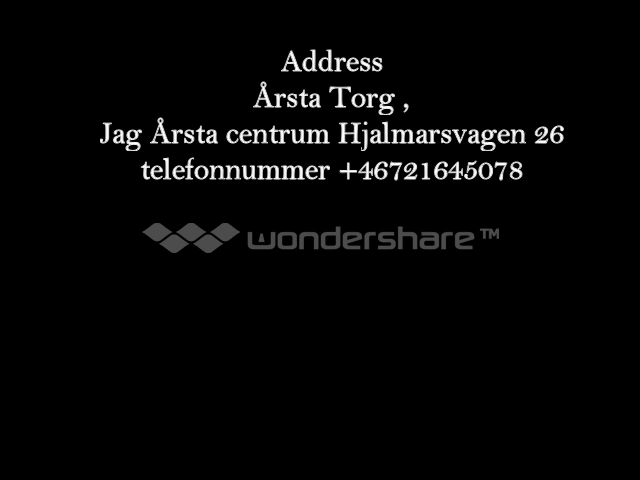 Address
Årsta Torg ,
Jag Årsta centrum Hjalmarsvagen 26
telefonnummer +46721645078
wondershare™